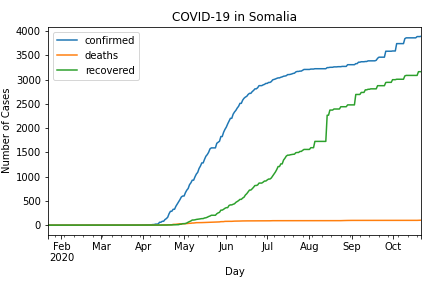 COVID-19 in Somalia
confirmed
deaths
recovered
Number of Cases
4000
3500
3000
2500
2000
1500
1000
500
0
Feb Mar Apr May Jun Jul Aug Sep Oct
2020
Day